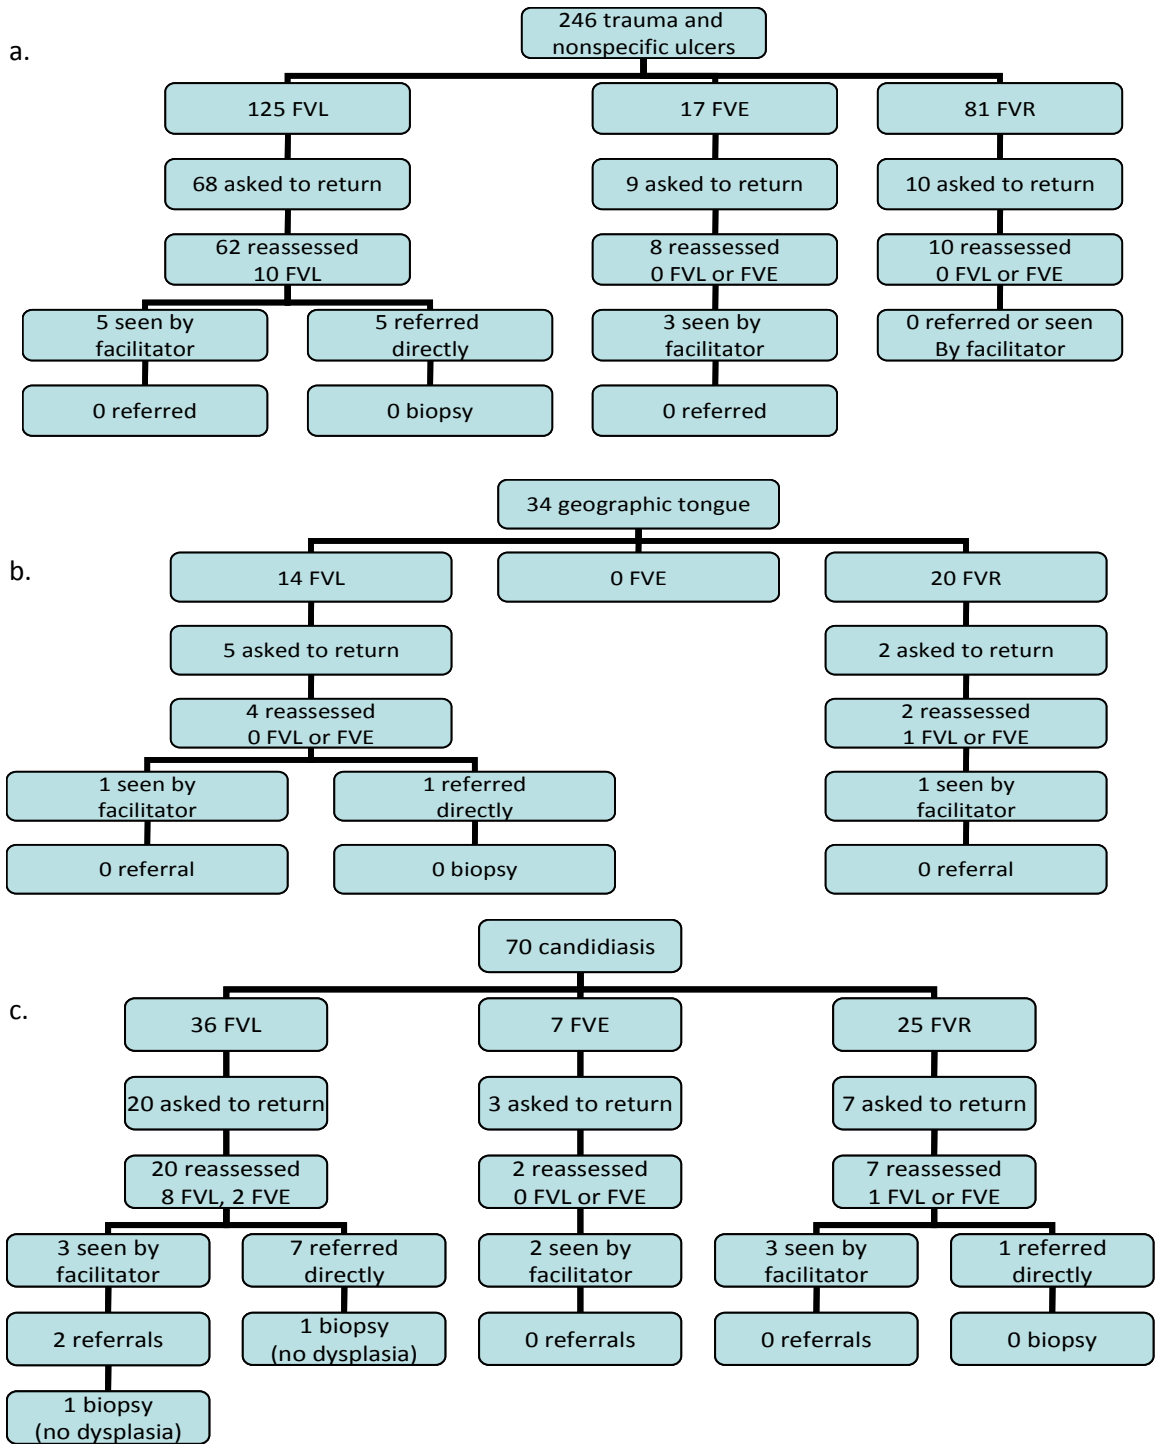 a.
246 trauma and
nonspecific ulcers
125 FVL
17 FVE
81 FVR
68 asked to return
9 asked to return
10 asked to return
62 reassessed
10 FVL
8 reassessed
0 FVL or FVE
10 reassessed
0 FVL or FVE
5 seen by
facilitator
5 referred
directly
3 seen by
facilitator
0 referred or seen
By facilitator
0 referred
0 biopsy
0 referred
b.
34 geographic tongue
14 FVL
0 FVE
20 FVR
5 asked to return
2 asked to return
4 reassessed
0 FVL or FVE
2 reassessed
1 FVL or FVE
1 seen by
facilitator
1 referred
directly
1 seen by
facilitator
0 referral
0 biopsy
0 referral
c.
70 candidiasis
36 FVL
7 FVE
25 FVR
20 asked to return
3 asked to return
7 asked to return
20 reassessed
8 FVL, 2 FVE
2 reassessed
0 FVL or FVE
7 reassessed
1 FVL or FVE
3 seen by
facilitator
7 referred
directly
2 seen by
facilitator
3 seen by
facilitator
1 referred
directly
2 referrals
1 biopsy
(no dysplasia)
0 referrals
0 referrals
0 biopsy
1 biopsy
(no dysplasia)